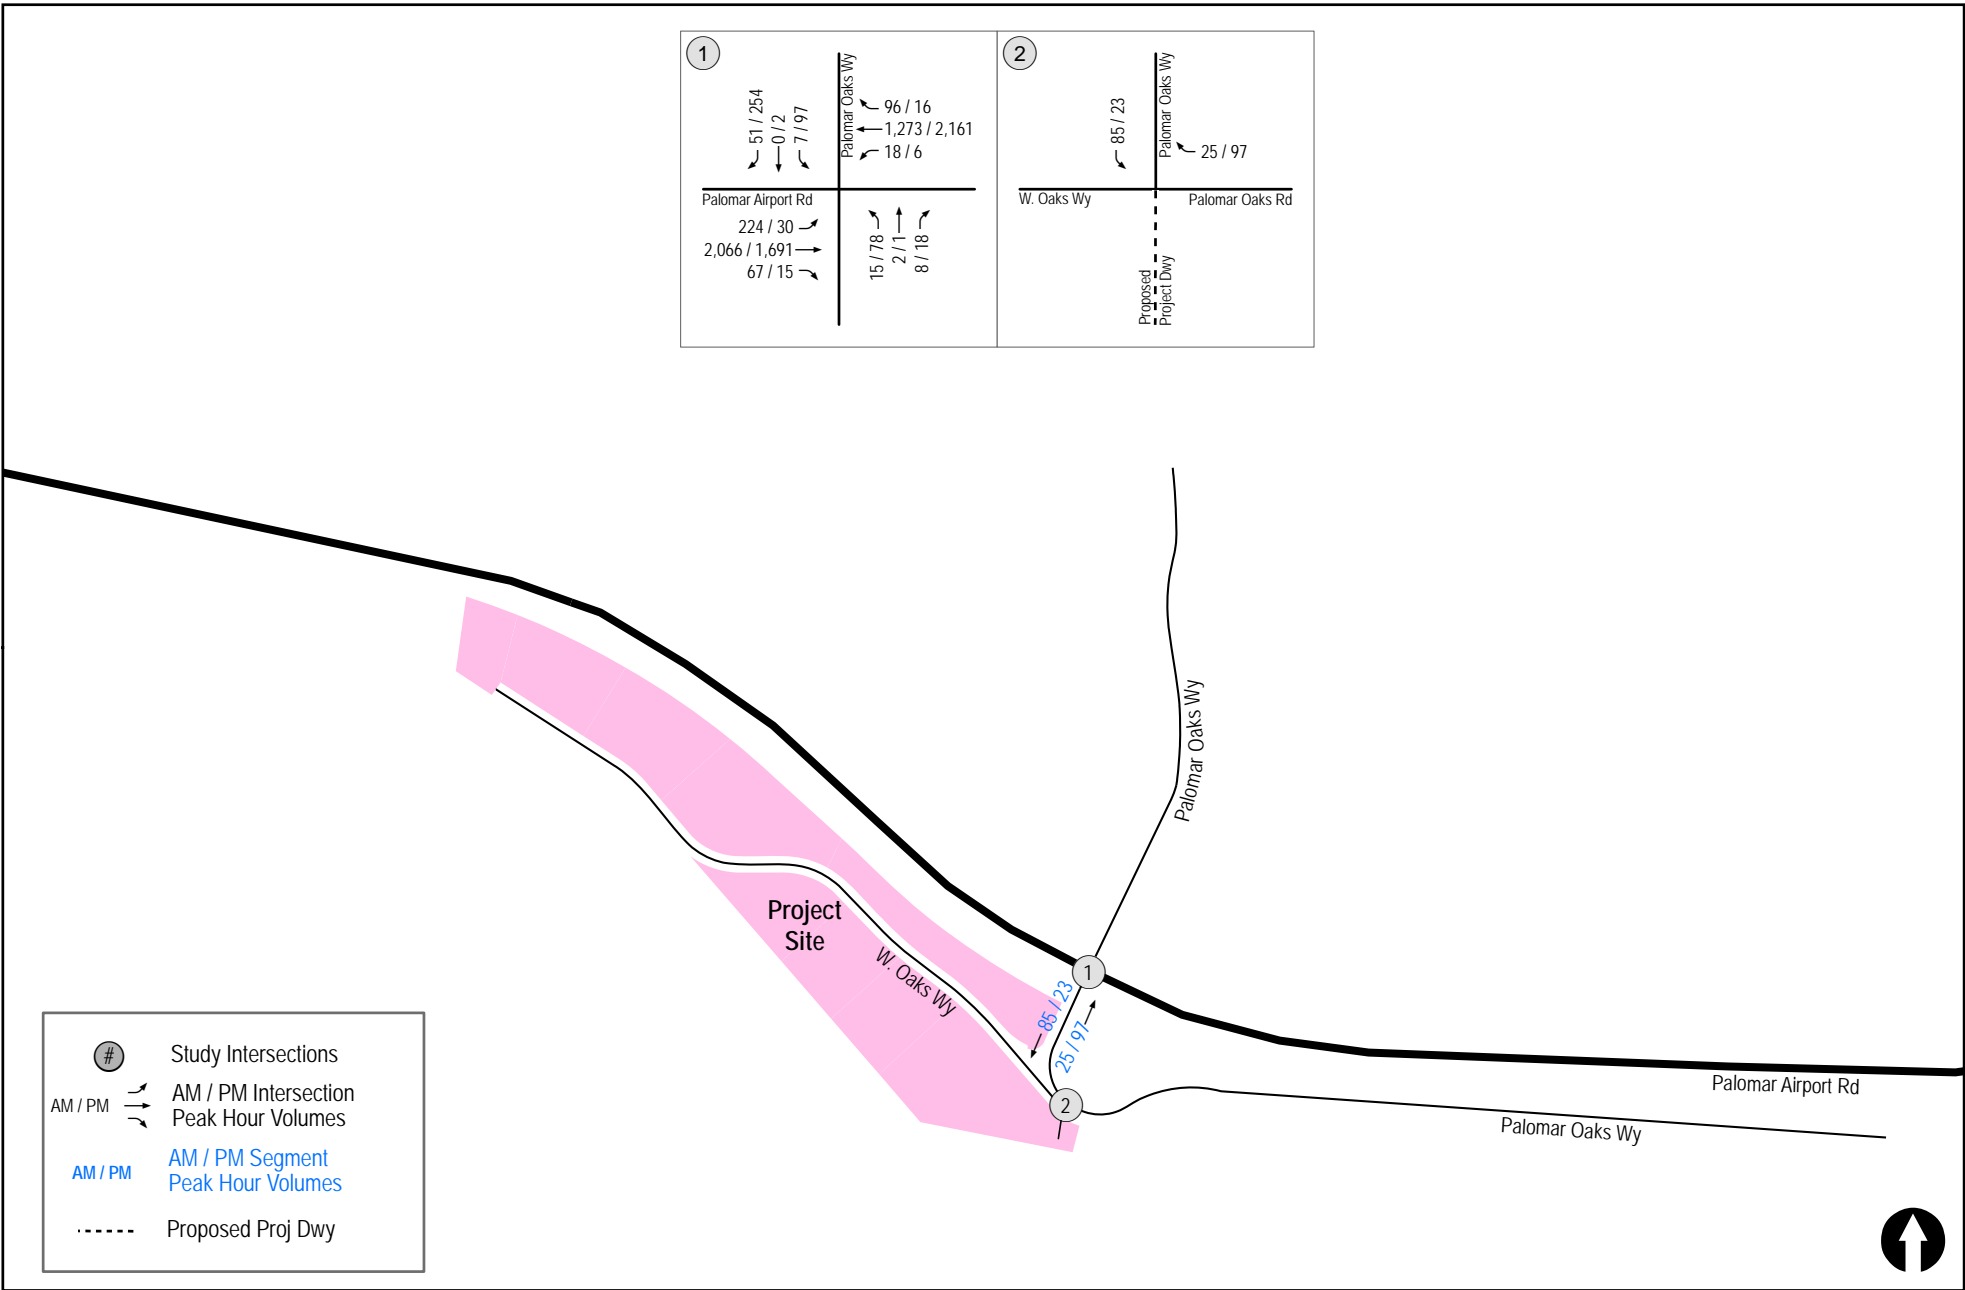 1
51 / 254
0 / 2
7 / 97
Palomar Oaks Wy
96 / 16
1,273 / 2,161
18 / 6
Palomar Airport Rd
224 / 30
2,066 / 1,691
67 / 15
15 / 78
2 / 1
8 / 18
2
85 / 23
Palomar Oaks Wy
25 / 97
W. Oaks Wy
Palomar Oaks Rd
Proposed
Project Dwy
Palomar Oaks Wy
Project
Site
W. Oaks Wy
1
85 / 23
25 / 97
2
Palomar Airport Rd
Palomar Oaks Wy
#
Study Intersections
AM / PM
AM / PM Intersection
Peak Hour Volumes
AM / PM
AM / PM Segment
Peak Hour Volumes
Proposed Proj Dwy